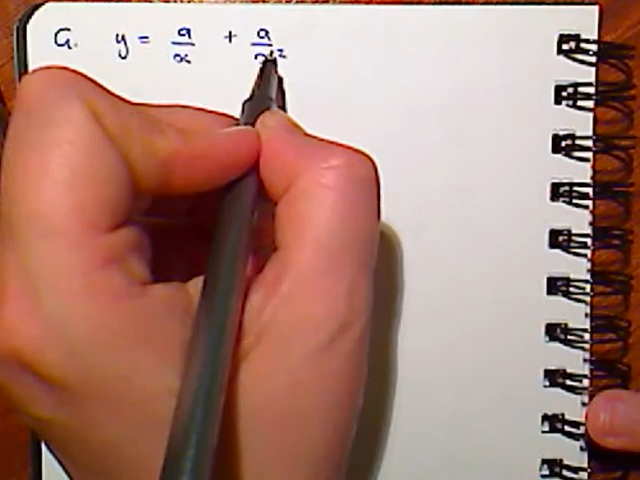 G. y = a/x + a/x²